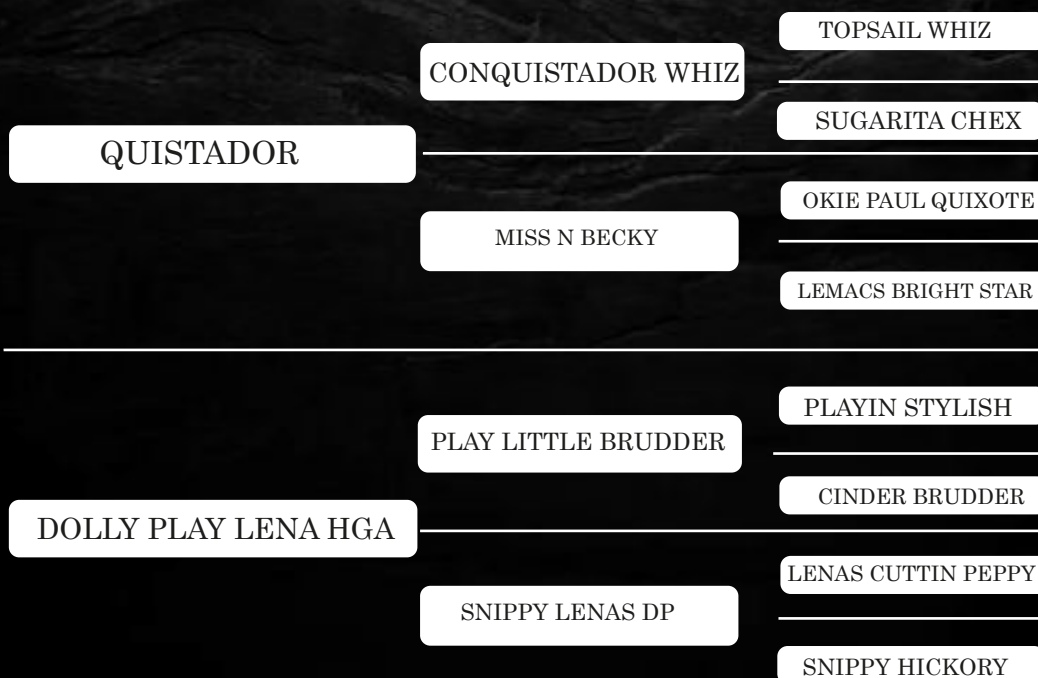 TOPSAIL WHIZ
CONQUISTADOR WHIZ
SUGARITA CHEX
QUISTADOR
OKIE PAUL QUIXOTE
MISS N BECKY
LEMACS BRIGHT STAR
PLAYIN STYLISH
PLAY LITTLE BRUDDER
CINDER BRUDDER
DOLLY PLAY LENA HGA
LENAS CUTTIN PEPPY
SNIPPY LENAS DP
SNIPPY HICKORY